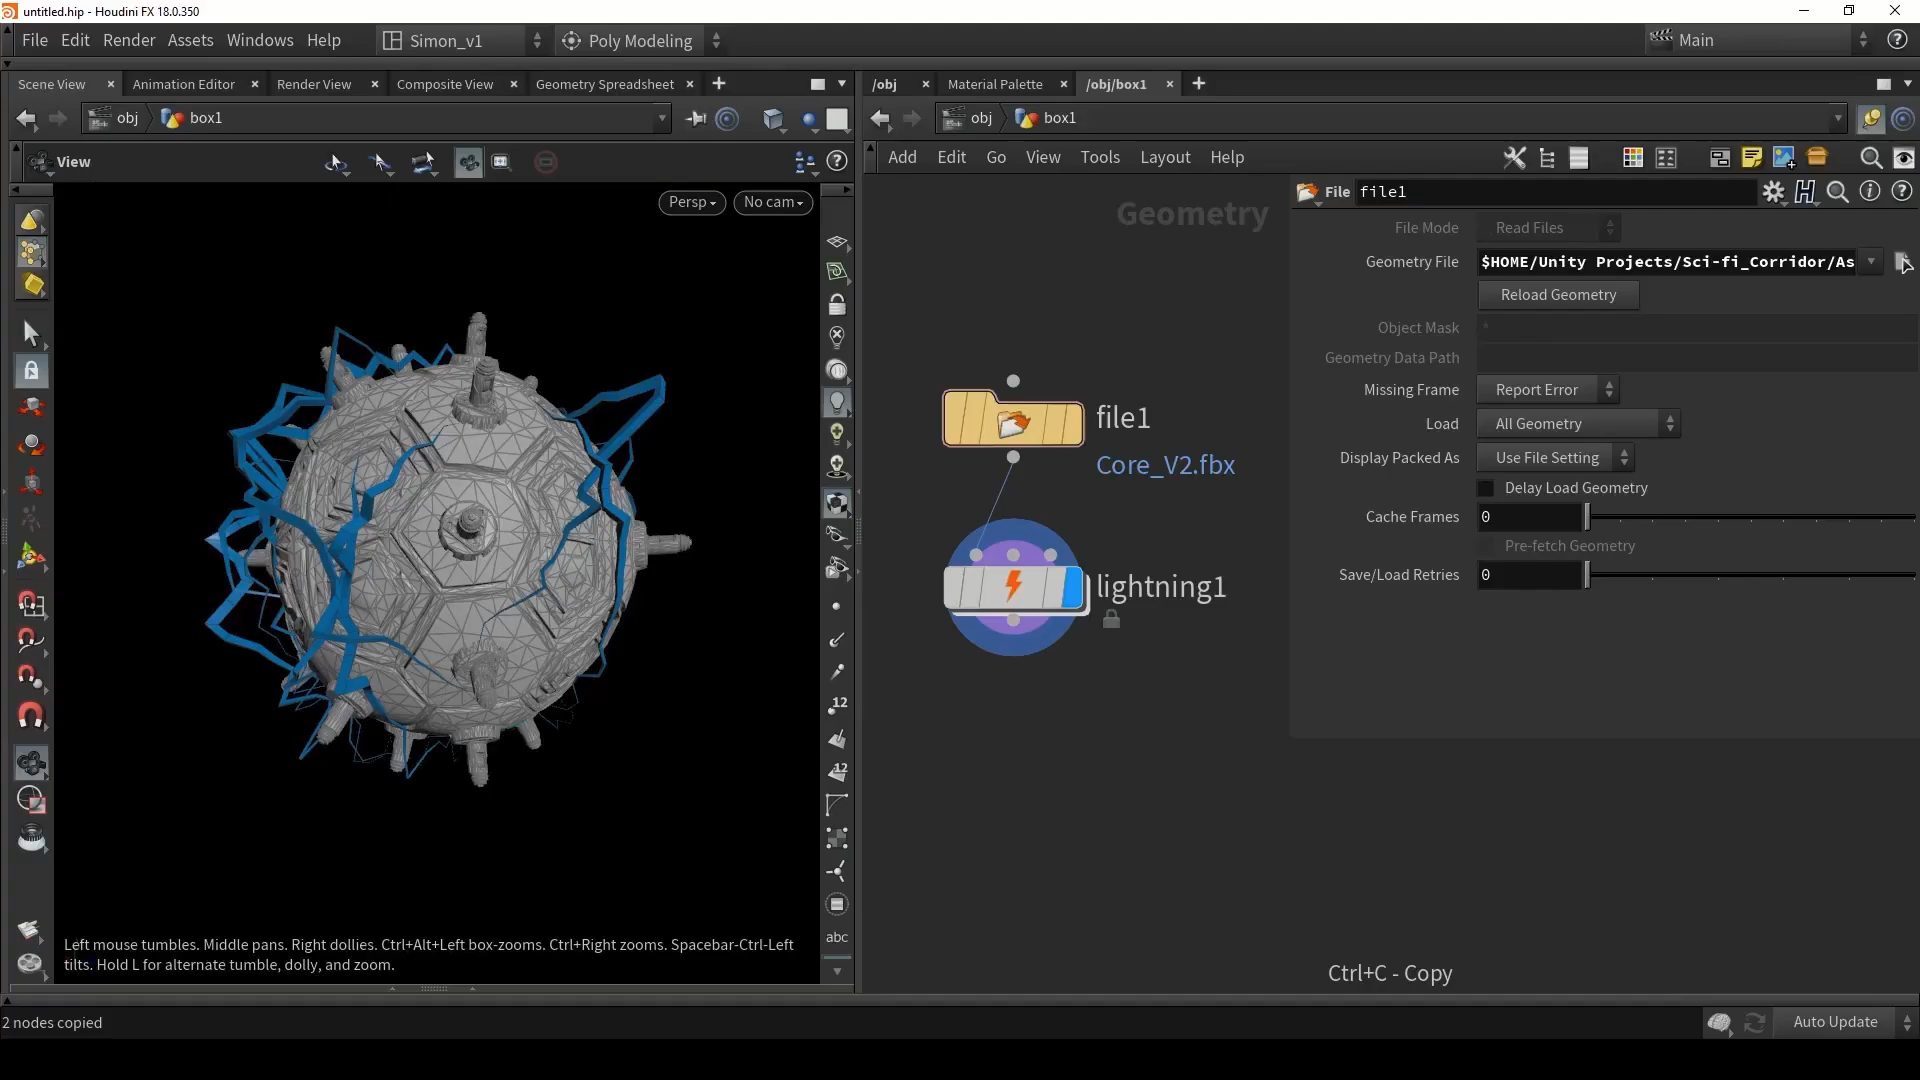 untitled.hip - Houdini FX 18.0.350
File Edit Render Assets Windows Help Simon_v1 Poly Modeling Main
Scene View Animation Editor Render View Composite View Geometry Spreadsheet
/obj Material Palette /obj/box1
obj box1
obj box1
View
Add Edit Go View Tools Layout Help
Persp No cam
Geometry
File file1
File Mode Read Files
Geometry File $HOME/Unity Projects/Sci-fi_Corridor/As
Reload Geometry
Object Mask *
Geometry Data Path
Missing Frame Report Error
Load All Geometry
Display Packed As Use File Setting
Delay Load Geometry
Cache Frames 0
Pre-fetch Geometry
Save/Load Retries 0
file1
Core_V2.fbx
lightning1
12
12
abc
Left mouse tumbles. Middle pans. Right dollies. Ctrl+Alt+Left box-zooms. Ctrl+Right zooms. Spacebar-Ctrl-Left
tilts. Hold L for alternate tumble, dolly, and zoom.
Ctrl+C - Copy
2 nodes copied
Auto Update